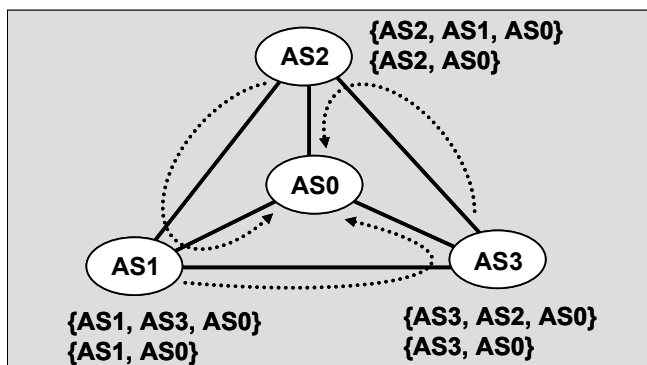 AS2
{AS2, AS1, AS0}
{AS2, AS0}
AS0
AS1
AS3
{AS1, AS3, AS0}
{AS1, AS0}
{AS3, AS2, AS0}
{AS3, AS0}